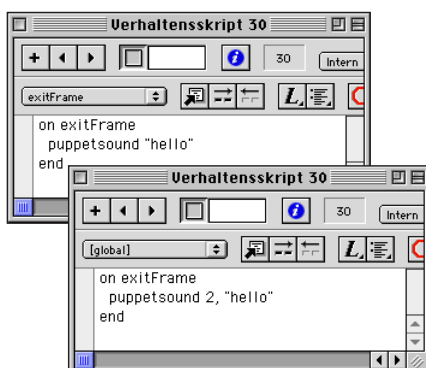 Verhaltensskript 30
30
Intern
exitFrame
L
on exitFrame
puppetsound "hello"
end
Verhaltensskript 30
30
Intern
[global]
L
on exitFrame
puppetsound 2, "hello"
end